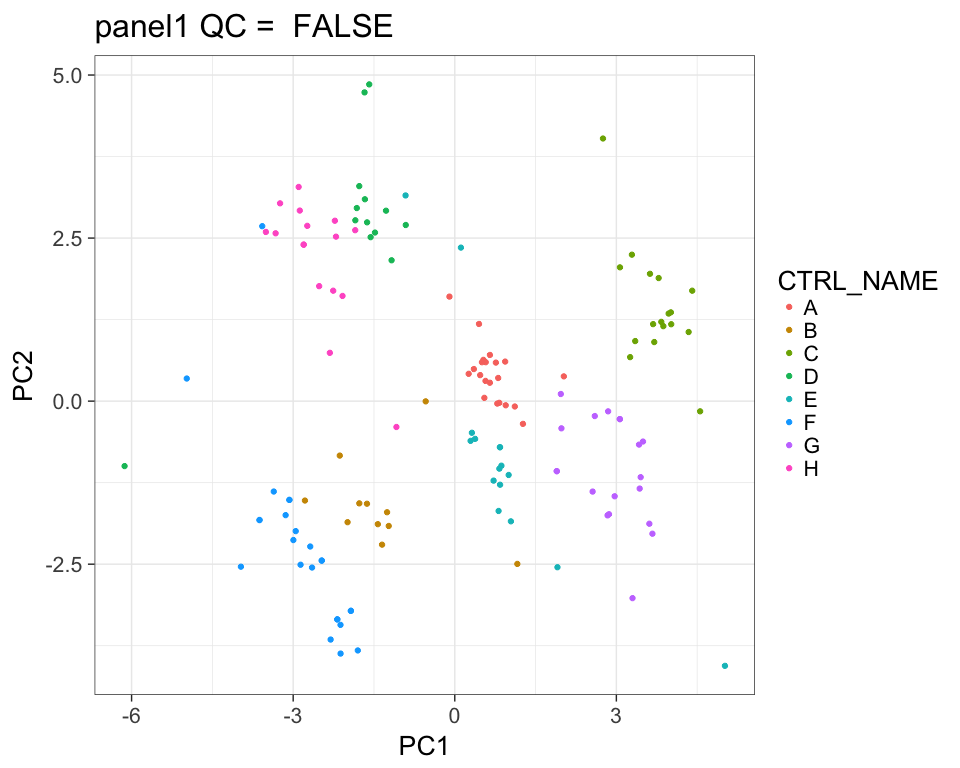 panel1 QC =  FALSE
5.0
2.5
0.0
-2.5
PC2
-6
-3
0
3
PC1
CTRL_NAME
A
B
C
D
E
F
G
H